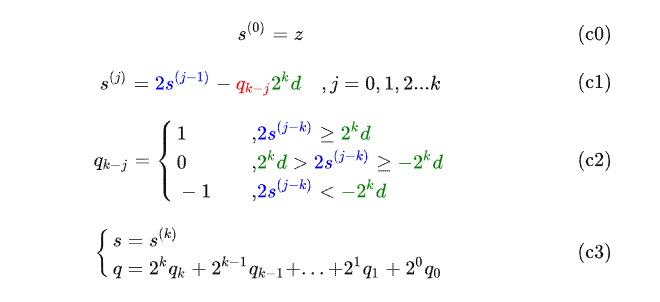 s^{(0)} = z (c0)
s^{(j)} = 2s^{(j-1)} - q_{k-j}2^k d , j = 0, 1, 2...k (c1)
q_{k-j} = { 1 ,2s^{(j-k)} ≥ 2^k d
0 ,2^k d > 2s^{(j-k)} ≥ -2^k d (c2)
-1 ,2s^{(j-k)} < -2^k d
{ s = s^{(k)}
q = 2^k q_k + 2^{k-1} q_{k-1} + ... + 2^1 q_1 + 2^0 q_0 (c3)